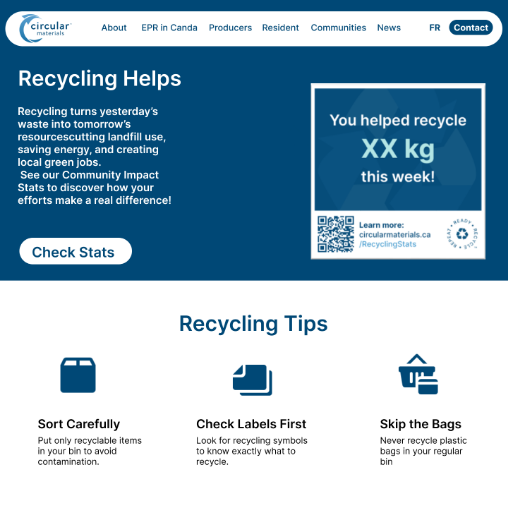 circular
materials
About EPR in Canda Producers Resident Communities News FR Contact
Recycling Helps
Recycling turns yesterday's
waste into tomorrow's
resourcescutting landfill use,
saving energy, and creating
local green jobs.
See our Community Impact
Stats to discover how your
efforts make a real difference!
Check Stats
You helped recycle
XX kg
this week!
Learn more:
circularmaterials.ca
/RecyclingStats
READY RECYCLE REPEAT
Recycling Tips
Sort Carefully
Put only recyclable items
in your bin to avoid
contamination.
Check Labels First
Look for recycling symbols
to know exactly what to
recycle.
Skip the Bags
Never recycle plastic
bags in your regular
bin